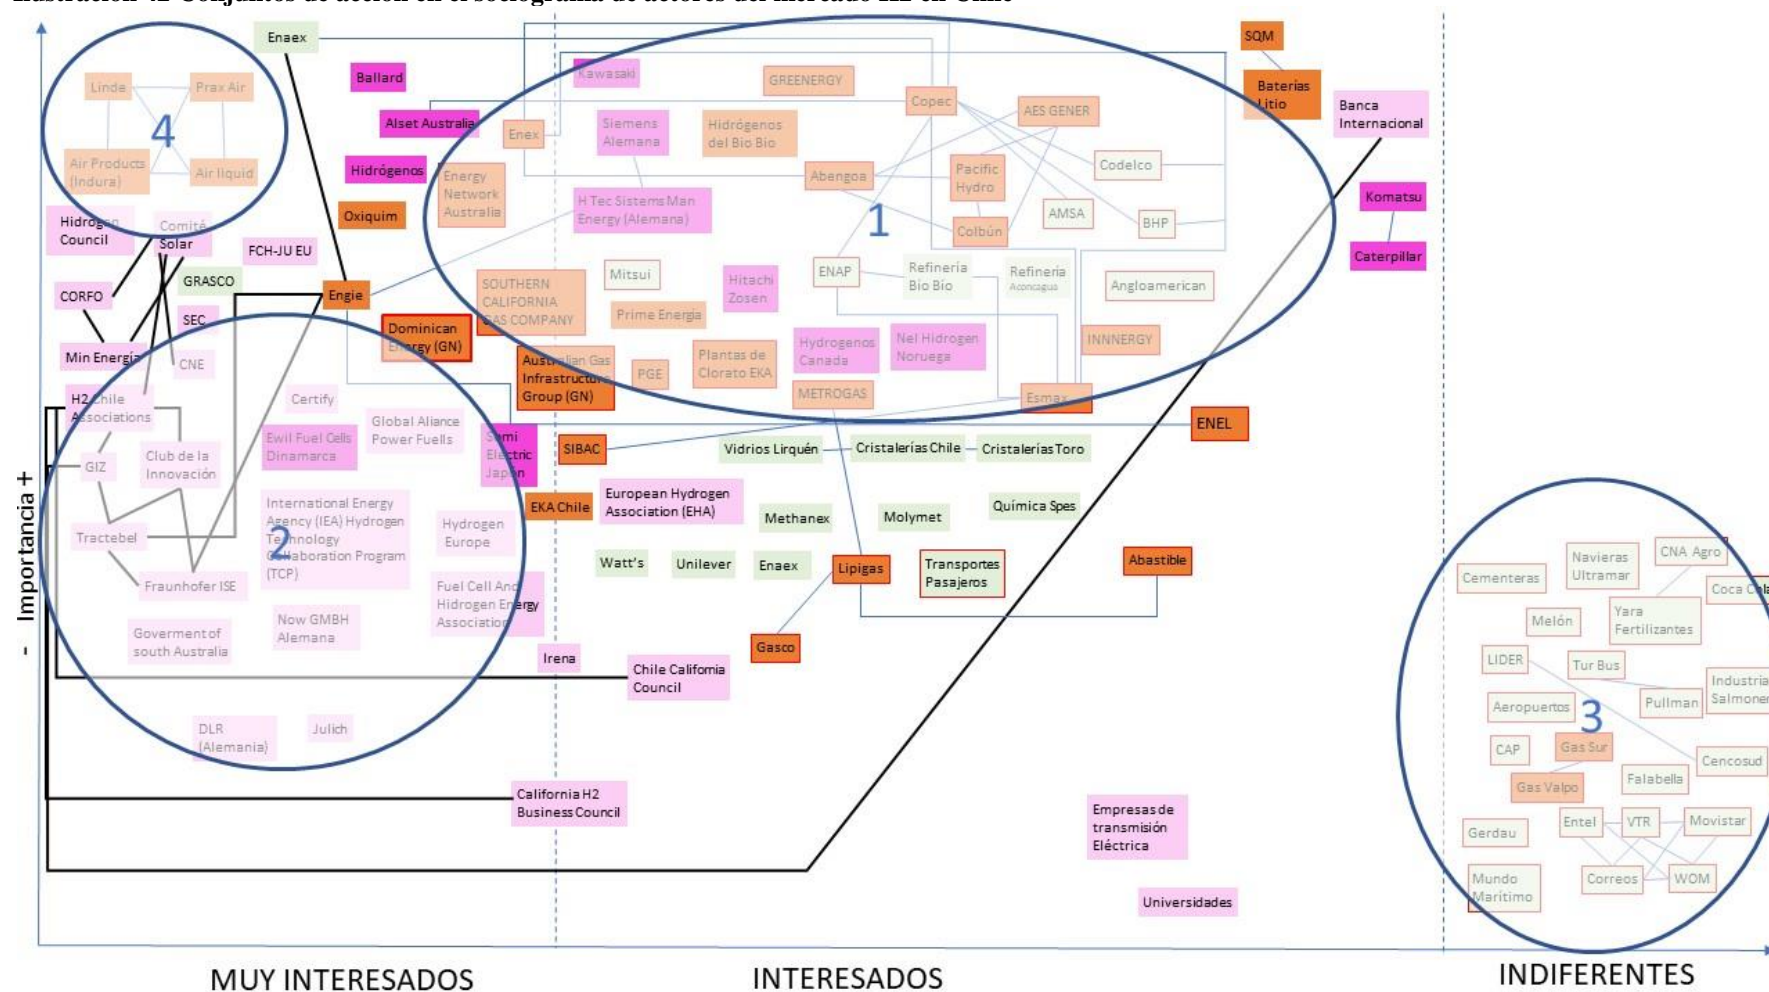 Ilustración 42 Conjuntos de acción en el sociograma de actores del mercado H2 en Chile
Enaex
SQM
Ballard
Kawasaki
GREENERGY
Linde
Prax Air
Baterías
Litio
Copec
AES GENER
Banca
Internacional
Alset Australia
Enex
Siemens
Alemana
Hidrógenos
del Bio Bio
4
Air Products
(Indura)
Air liquid
Hidrógenos
Energy
Network
Australia
Abengoa
Pacific
Hydro
Codelco
Komatsu
Hidrogen
Council
Comité
Solar
Oxiquim
H Tec Sistems Man
Energy (Alemana)
1
Colbún
AMSA
BHP
FCH-JU EU
Caterpillar
GRASCO
CORFO
Engie
SOUTHERN
CALIFORNIA
GAS COMPANY
Mitsui
Hitachi
Zosen
ENAP
Refinería
Bio Bio
Refinería
Aconcagua
Angloamerican
SEC
Prime Energía
Dominican
Energy (GN)
Min Energía
CNE
Australian Gas
Infrastructure
Group (GN)
PGE
Plantas de
Clorato EKA
Hydrogenos
Canada
Nel Hidrogen
Noruega
INNNERGY
METROGAS
Esmax
H2 Chile
Associations
Certify
Global Aliance
Power Fuells
Ewil Fuel Cells
Dinamarca
Semi
Electric
Japón
SIBAC
Vidrios Lirquén
Cristalerías Chile
Cristalerías Toro
ENEL
GIZ
Club de la
Innovación
International Energy
Agency (IEA) Hydrogen
Technology
Collaboration Program
(TCP)
2
EKA Chile
European Hydrogen
Association (EHA)
Methanex
Molymet
Química Spes
Tractebel
Hydrogen
Europe
Fraunhofer ISE
Fuel Cell And
Hidrogen Energy
Association
Watt's
Unilever
Enaex
Lipigas
Transportes
Pasajeros
Abastible
Goverment of
south Australia
Now GMBH
Alemana
Gasco
Irena
Chile California
Council
DLR
(Alemania)
Julich
California H2
Business Council
Empresas de
transmisión
Eléctrica
Universidades
Cementeras
Navieras
Ultramar
CNA Agro
Coca Cola
Melón
Yara
Fertilizantes
LIDER
Tur Bus
Pullman
Aeropuertos
3
CAP
Gas Sur
Cencosud
Gas Valpo
Falabella
Gerdau
Entel
VTR
Movistar
Mundo
Marítimo
Correos
WOM
- Importancia +
MUY INTERESADOS
INTERESADOS
INDIFERENTES